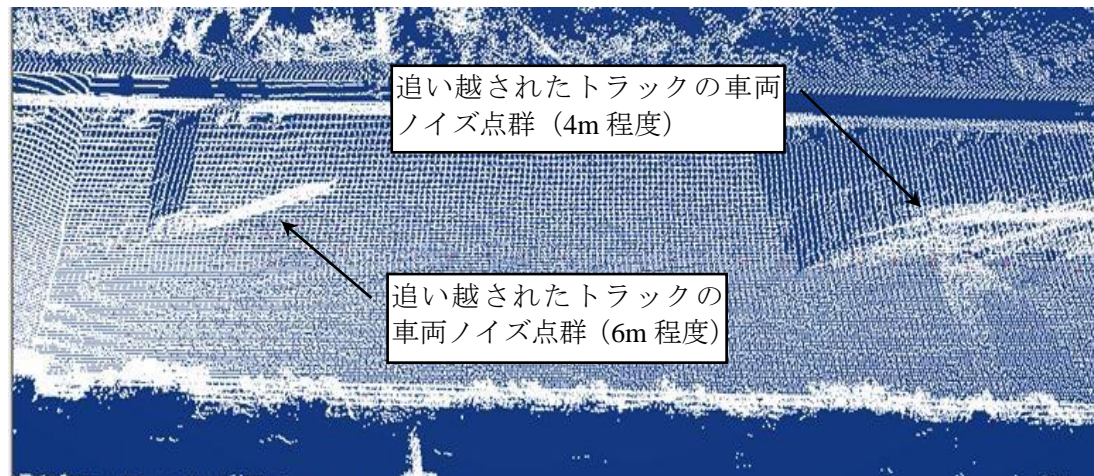 追い越されたトラックの車両
ノイズ点群（4m 程度）
追い越されたトラックの
車両ノイズ点群（6m 程度）